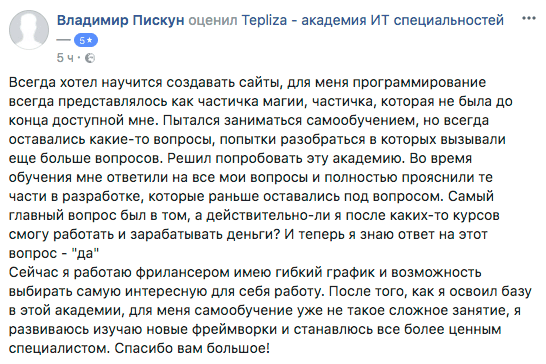 Владимир Пискун оценил Tepliza - академия ИТ специальностей
— 5★
5 ч ·
Всегда хотел научится создавать сайты, для меня программирование
всегда представлялось как частичка магии, частичка, которая не была до
конца доступной мне. Пытался заниматься самообучением, но всегда
оставались какие-то вопросы, попытки разобраться в которых вызывали
еще больше вопросов. Решил попробовать эту академию. Во время
обучения мне ответили на все мои вопросы и полностью прояснили те
части в разработке, которые раньше оставались под вопросом. Самый
главный вопрос был в том, а действительно-ли я после каких-то курсов
смогу работать и зарабатывать деньги? И теперь я знаю ответ на этот
вопрос - "да"
Сейчас я работаю фрилансером имею гибкий график и возможность
выбирать самую интересную для себя работу. После того, как я освоил базу
в этой академии, для меня самообучение уже не такое сложное занятие, я
развиваюсь изучаю новые фреймворки и станавлюсь все более ценным
специалистом. Спасибо вам большое!